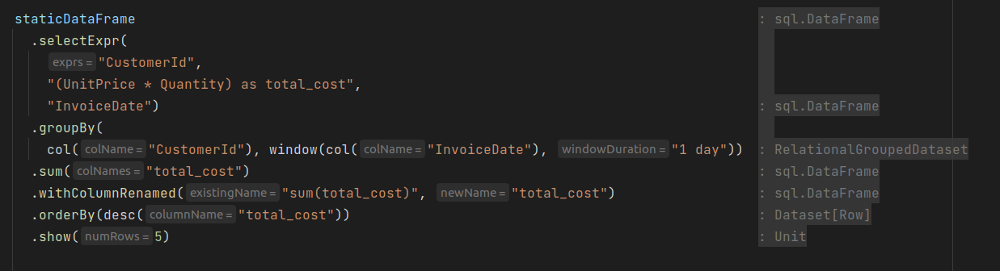 staticDataFrame : sql.DataFrame
.selectExpr(
exprs = "CustomerId",
"(UnitPrice * Quantity) as total_cost",
"InvoiceDate") : sql.DataFrame
.groupBy(
col( colName = "CustomerId"), window(col( colName = "InvoiceDate"), windowDuration = "1 day")) : RelationalGroupedDataset
.sum( colNames = "total_cost") : sql.DataFrame
.withColumnRenamed( existingName = "sum(total_cost)", newName = "total_cost") : sql.DataFrame
.orderBy(desc( columnName = "total_cost")) : Dataset[Row]
.show( numRows = 5) : Unit